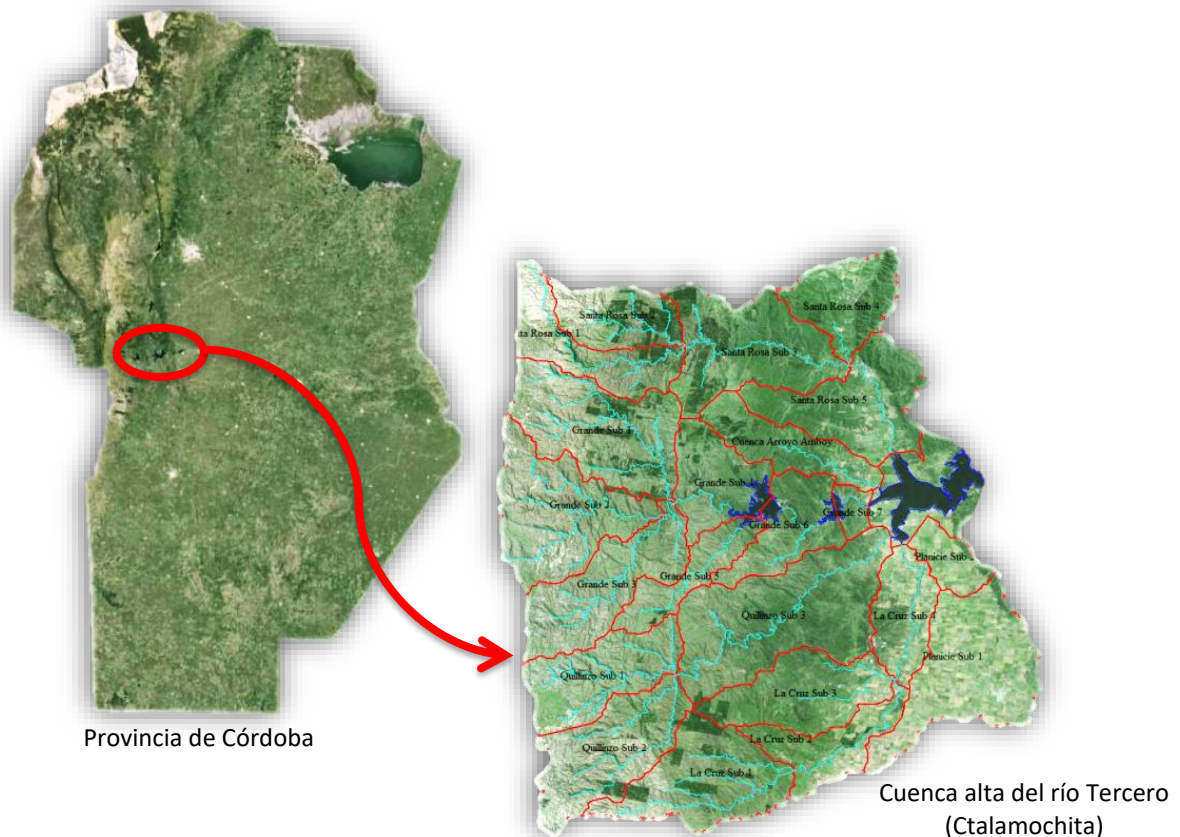 Santa Rosa Sub 4
Santa Rosa Sub 2
ta Rosa Sub 1
Santa Rosa Sub 3
Santa Rosa Sub 5
Grande Sub 1
Cuenca Arroyo Amboy
Grande Sub 4
Grande Sub 2
Grande Sub 7
Grande Sub 6
Planicie Sub
Grande Sub 5
Grande Sub 3
Quillinzo Sub 3
La Cruz Sub 4
Planicie Sub 1
Quillinzo Sub 1
La Cruz Sub 3
La Cruz Sub 2
Quillinzo Sub 2
La Cruz Sub 1
Provincia de Córdoba
Cuenca alta del río Tercero
(Ctalamochita)